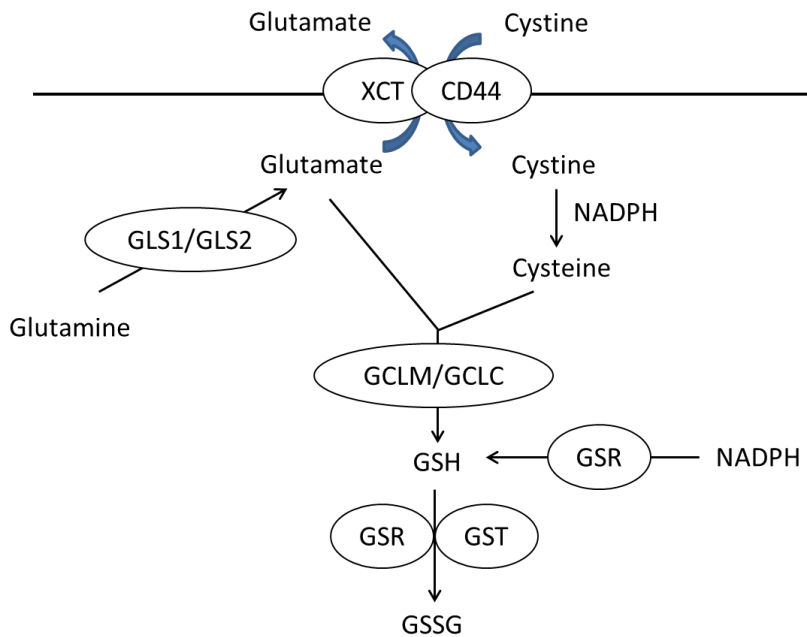 Glutamate
Cystine
XCT
CD44
Glutamate
Cystine
NADPH
GLS1/GLS2
Cysteine
Glutamine
GCLM/GCLC
GSH
GSR
NADPH
GSR
GST
GSSG